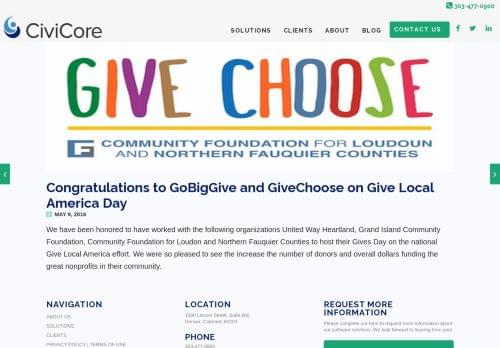 303-477-0900
CiviCore
SOLUTIONS CLIENTS ABOUT BLOG CONTACT US
GIVE CHOOSE
COMMUNITY FOUNDATION FOR LOUDOUN
AND NORTHERN FAUQUIER COUNTIES
Congratulations to GoBigGive and GiveChoose on Give Local
America Day
MAY 9, 2016
We have been honored to have worked with the following organizations United Way Heartland, Grand Island Community
Foundation, Community Foundation for Loudon and Northern Fauquier Counties to host their Gives Day on the national
Give Local America effort. We were so pleased to see the increase the number of donors and overall dollars funding the
great nonprofits in their community.
NAVIGATION
ABOUT US
SOLUTIONS
CLIENTS
PRIVACY POLICY | TERMS OF USE
LOCATION
1590 Lincoln Street, Suite 600
Denver, Colorado 80203
PHONE
303-477-0900
REQUEST MORE
INFORMATION
Please complete our form to request more information about
our software solutions. We look forward to hearing from you!